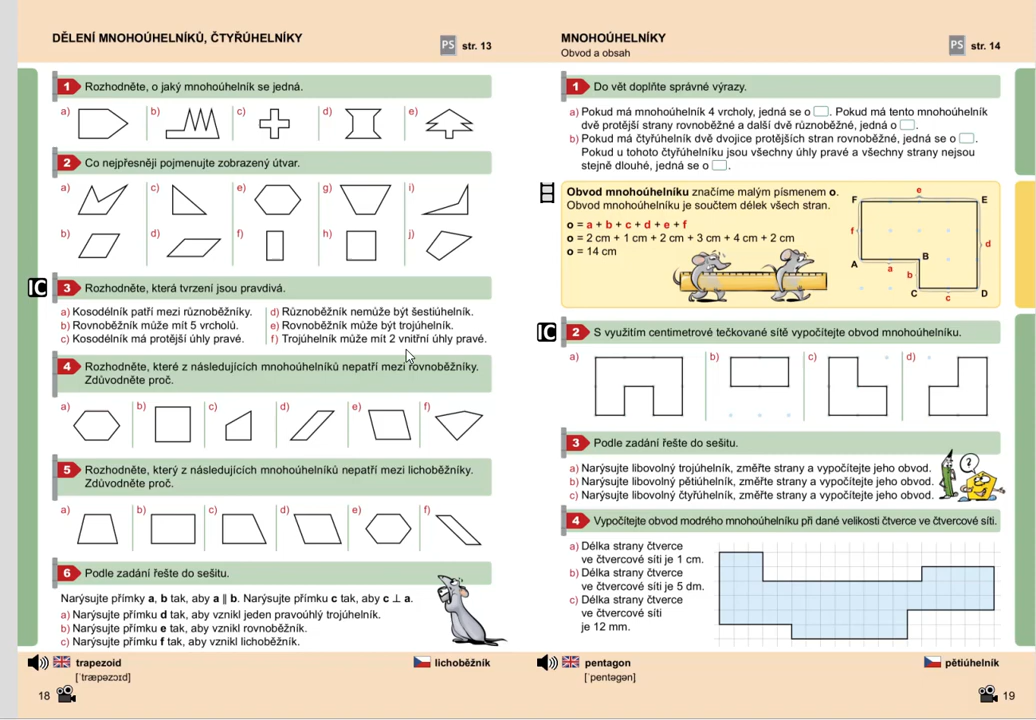 DĚLENÍ MNOHOÚHELNÍKŮ, ČTYŘÚHELNÍKY
PS str. 13
1 Rozhodněte, o jaký mnohoúhelník se jedná.
a) b) c) d) e)
2 Co nejpřesněji pojmenujte zobrazený útvar.
a) c) e) g) i)
b) d) f) h) j)
IC 3 Rozhodněte, která tvrzení jsou pravdivá.
a) Kosodélník patří mezi různoběžníky.
b) Rovnoběžník může mít 5 vrcholů.
c) Kosodélník má protější úhly pravé.
d) Různoběžník nemůže být šestiúhelník.
e) Rovnoběžník může být trojúhelník.
f) Trojúhelník může mít 2 vnitřní úhly pravé.
4 Rozhodněte, které z následujících mnohoúhelníků nepatří mezi rovnoběžníky.
Zdůvodněte proč.
a) b) c) d) e) f)
5 Rozhodněte, který z následujících mnohoúhelníků nepatří mezi lichoběžníky.
Zdůvodněte proč.
a) b) c) d) e) f)
6 Podle zadání řešte do sešitu.
Narýsujte přímky a, b tak, aby a ∥ b. Narýsujte přímku c tak, aby c ⊥ a.
a) Narýsujte přímku d tak, aby vznikl jeden pravoúhlý trojúhelník.
b) Narýsujte přímku e tak, aby vznikl rovnoběžník.
c) Narýsujte přímku f tak, aby vznikl lichoběžník.
trapezoid
[ˈtræpəzɔɪd]
lichoběžník
18
MNOHOÚHELNÍKY
Obvod a obsah
PS str. 14
1 Do vět doplňte správné výrazy.
a) Pokud má mnohoúhelník 4 vrcholy, jedná se o . Pokud má tento mnohoúhelník
dvě protější strany rovnoběžné a další dvě různoběžné, jedná o .
b) Pokud má čtyřúhelník dvě dvojice protějších stran rovnoběžné, jedná se o .
Pokud u tohoto čtyřúhelníku jsou všechny úhly pravé a všechny strany nejsou
stejně dlouhé, jedná se o .
Obvod mnohoúhelníku značíme malým písmenem o.
Obvod mnohoúhelníku je součtem délek všech stran.
o = a + b + c + d + e + f
o = 2 cm + 1 cm + 2 cm + 3 cm + 4 cm + 2 cm
o = 14 cm
e
F E
f d
A a B
b
C c D
IC 2 S využitím centimetrové tečkované sítě vypočítejte obvod mnohoúhelníku.
a) b) c) d)
3 Podle zadání řešte do sešitu.
a) Narýsujte libovolný trojúhelník, změřte strany a vypočítejte jeho obvod.
b) Narýsujte libovolný pětiúhelník, změřte strany a vypočítejte jeho obvod.
c) Narýsujte libovolný čtyřúhelník, změřte strany a vypočítejte jeho obvod.
?
4 Vypočítejte obvod modrého mnohoúhelníku při dané velikosti čtverce ve čtvercové síti.
a) Délka strany čtverce
ve čtvercové síti je 1 cm.
b) Délka strany čtverce
ve čtvercové síti je 5 dm.
c) Délka strany čtverce
ve čtvercové síti
je 12 mm.
pentagon
[ˈpentəgən]
pětiúhelník
19